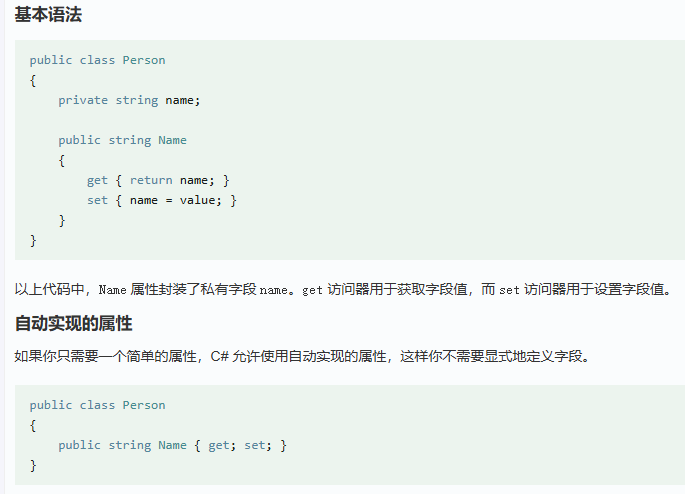 基本语法
public class Person
{
    private string name;
    public string Name
    {
        get { return name; }
        set { name = value; }
    }
}
以上代码中，Name 属性封装了私有字段 name。get 访问器用于获取字段值，而 set 访问器用于设置字段值。
自动实现的属性
如果你只需要一个简单的属性，C# 允许使用自动实现的属性，这样你不需要显式地定义字段。
public class Person
{
    public string Name { get; set; }
}